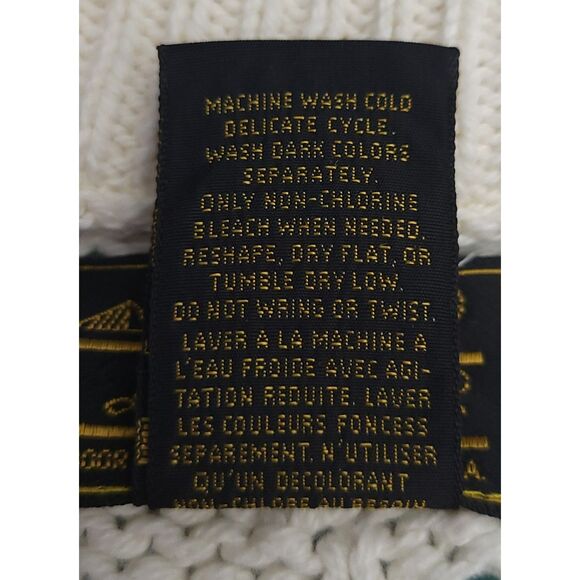 MACHINE WASH COLD
DELICATE CYCLE.
WASH DARK COLORS
SEPARATELY.
ONLY NON-CHLORINE
BLEACH WHEN NEEDED.
RESHAPE, DRY FLAT, OR
TUMBLE DRY LOW.
DO NOT WRING OR TWIST.
LAVER A LA MACHINE A
L'EAU FROIDE AVEC AGI-
TATION REDUITE. LAVER
LES COULEURS FONCESS
SEPAREMENT. N'UTILISER
QU'UN DECOLORANT